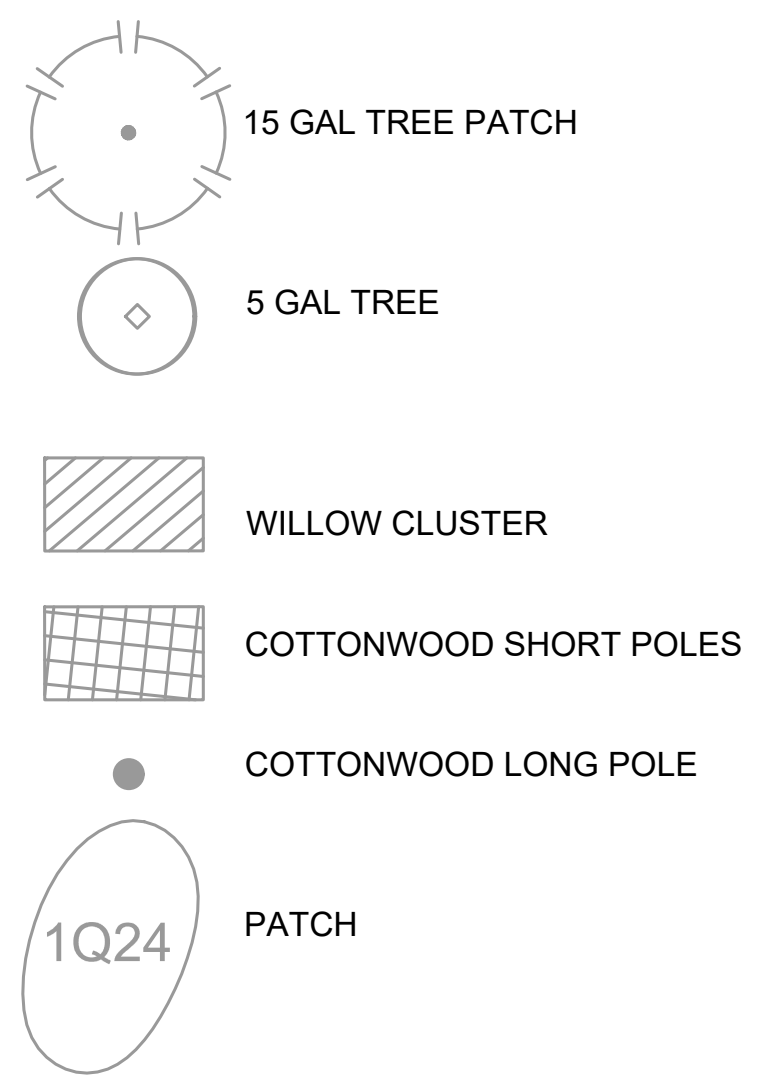 15 GAL TREE PATCH
5 GAL TREE
WILLOW CLUSTER
COTTONWOOD SHORT POLES
COTTONWOOD LONG POLE
1Q24
PATCH